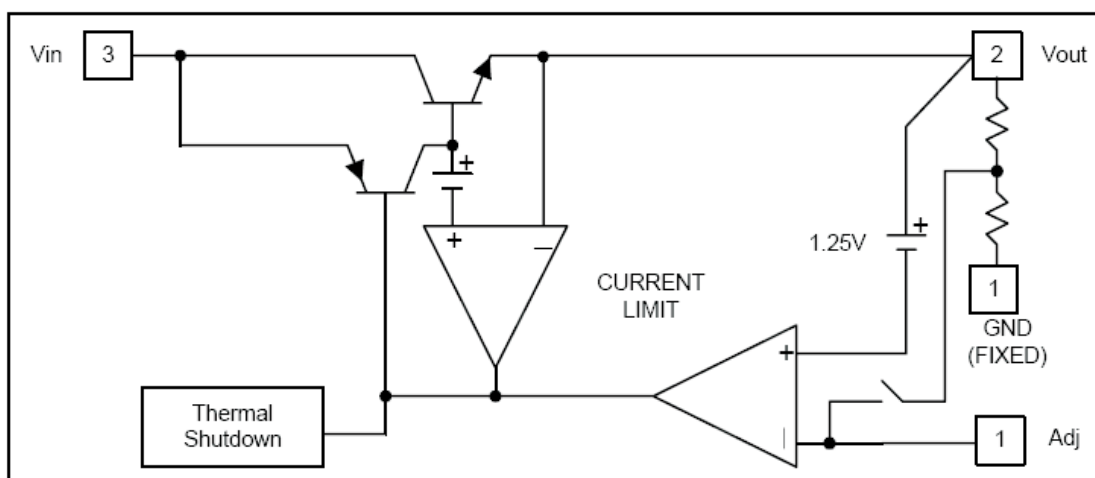 Vin 3
2 Vout
+
+
+ −
1.25V
CURRENT
LIMIT
1
GND
(FIXED)
+
Thermal
Shutdown
−
1 Adj